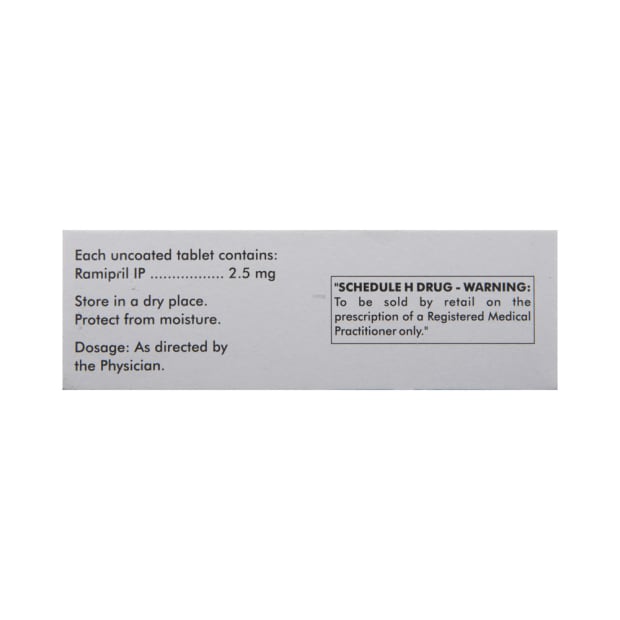 Each uncoated tablet contains:
Ramipril IP ................. 2.5 mg
Store in a dry place.
Protect from moisture.
Dosage: As directed by
the Physician.
"SCHEDULE H DRUG - WARNING:
To be sold by retail on the
prescription of a Registered Medical
Practitioner only."